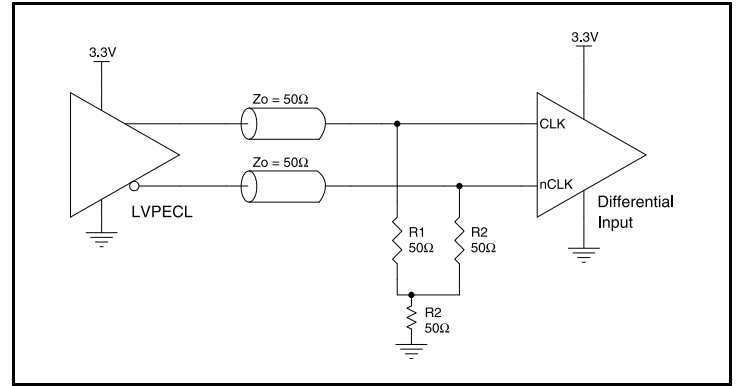 3.3V
3.3V
Zo = 50Ω
CLK
Zo = 50Ω
nCLK
LVPECL
Differential
Input
R1
50Ω
R2
50Ω
R2
50Ω